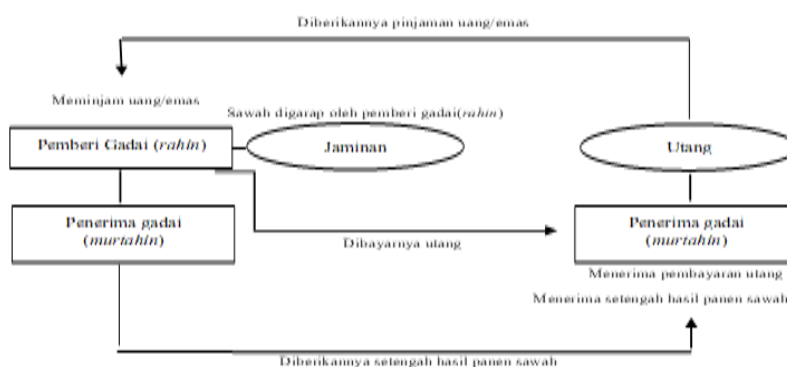 Diberikannya pinjaman uang/emas
Meminjam uang/emas
Sawah digarap oleh pemberi gadai(rahin)
Pemberi Gadai (rahin)
Jaminan
Utang
Penerima gadai
(murtahin)
Dibayarnya utang
Penerima gadai
(murtahin)
Menerima pembayaran utang
Menerima setengah hasil panen sawah
Diberikannya setengah hasil panen sawah